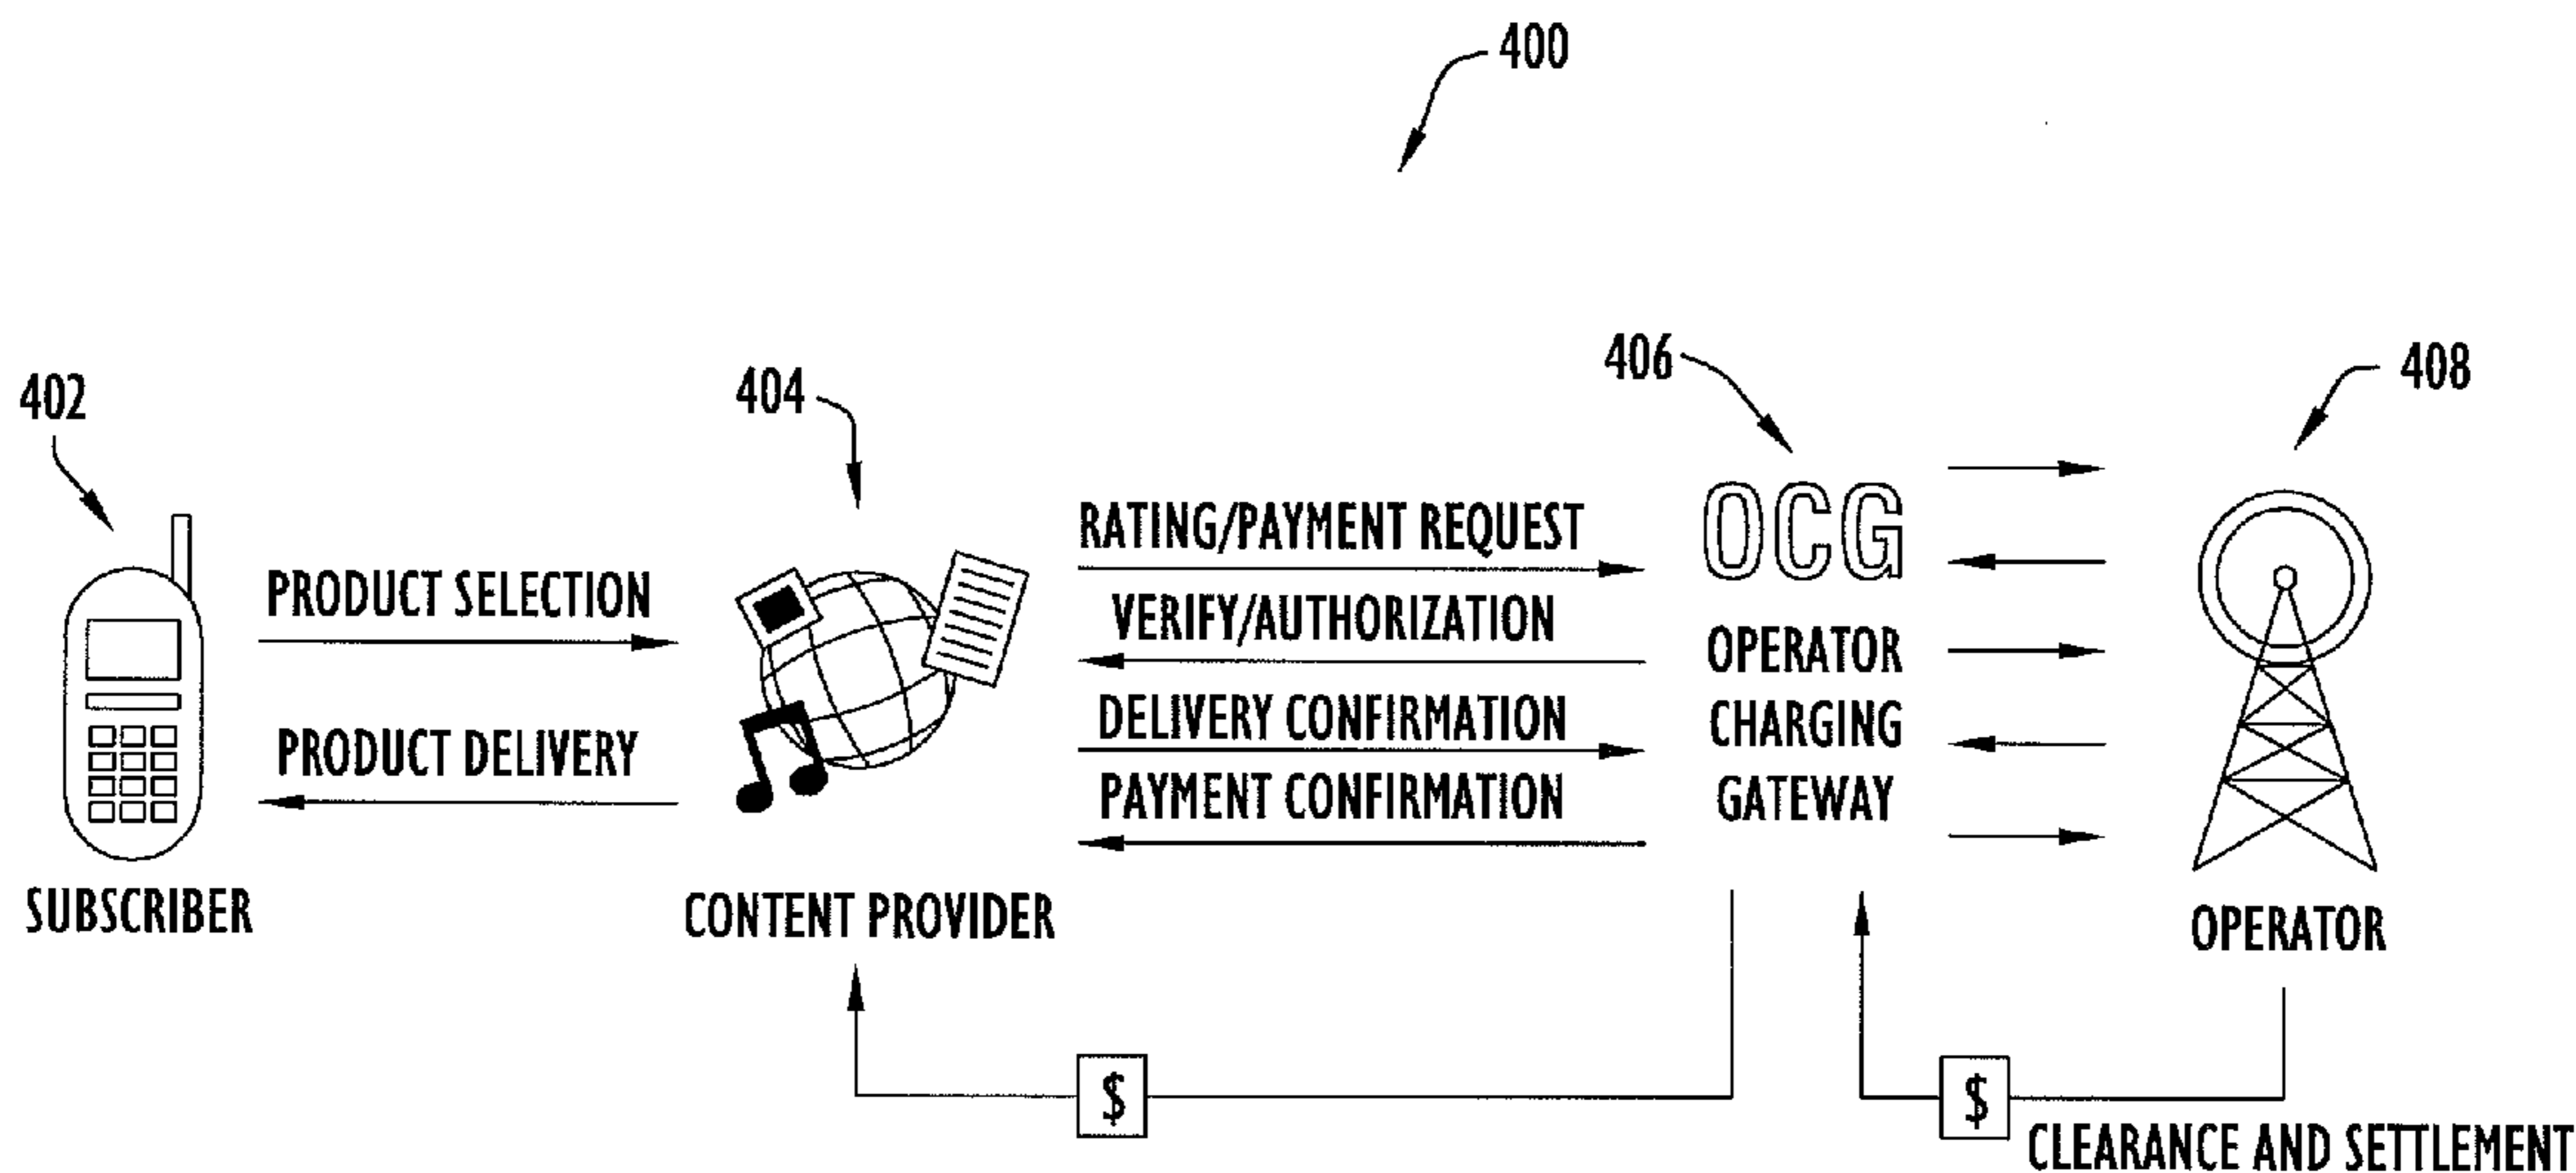 400
402
404
406
408
PRODUCT SELECTION
PRODUCT DELIVERY
SUBSCRIBER
RATING/PAYMENT REQUEST
VERIFY/AUTHORIZATION
DELIVERY CONFIRMATION
PAYMENT CONFIRMATION
CONTENT PROVIDER
OCG
OPERATOR
CHARGING
GATEWAY
OPERATOR
$
$
CLEARANCE AND SETTLEMENT